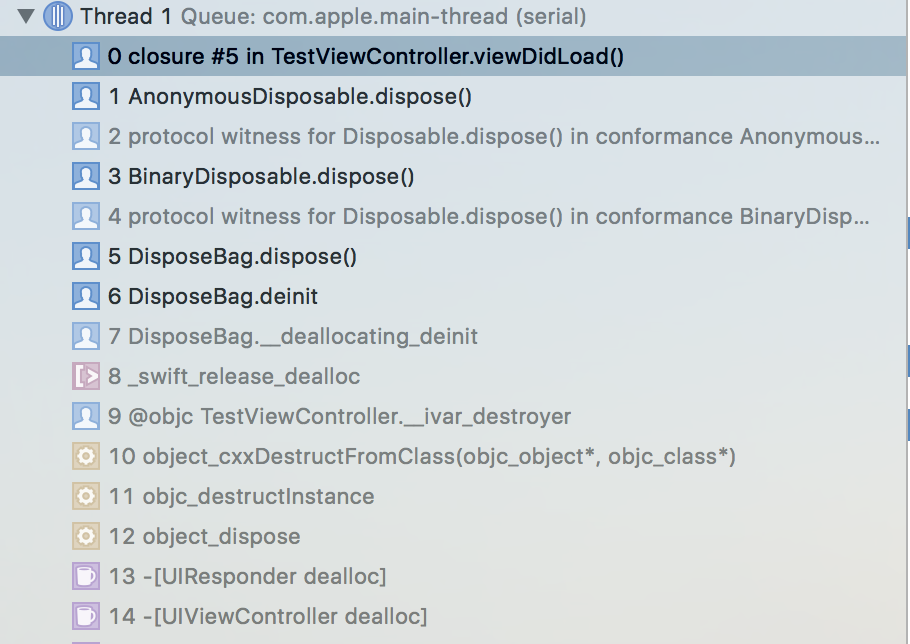 Thread 1 Queue: com.apple.main-thread (serial)
0 closure #5 in TestViewController.viewDidLoad()
1 AnonymousDisposable.dispose()
2 protocol witness for Disposable.dispose() in conformance Anonymous...
3 BinaryDisposable.dispose()
4 protocol witness for Disposable.dispose() in conformance BinaryDisp...
5 DisposeBag.dispose()
6 DisposeBag.deinit
7 DisposeBag.__deallocating_deinit
8 _swift_release_dealloc
9 @objc TestViewController.__ivar_destroyer
10 object_cxxDestructFromClass(objc_object*, objc_class*)
11 objc_destructInstance
12 object_dispose
13 -[UIResponder dealloc]
14 -[UIViewController dealloc]